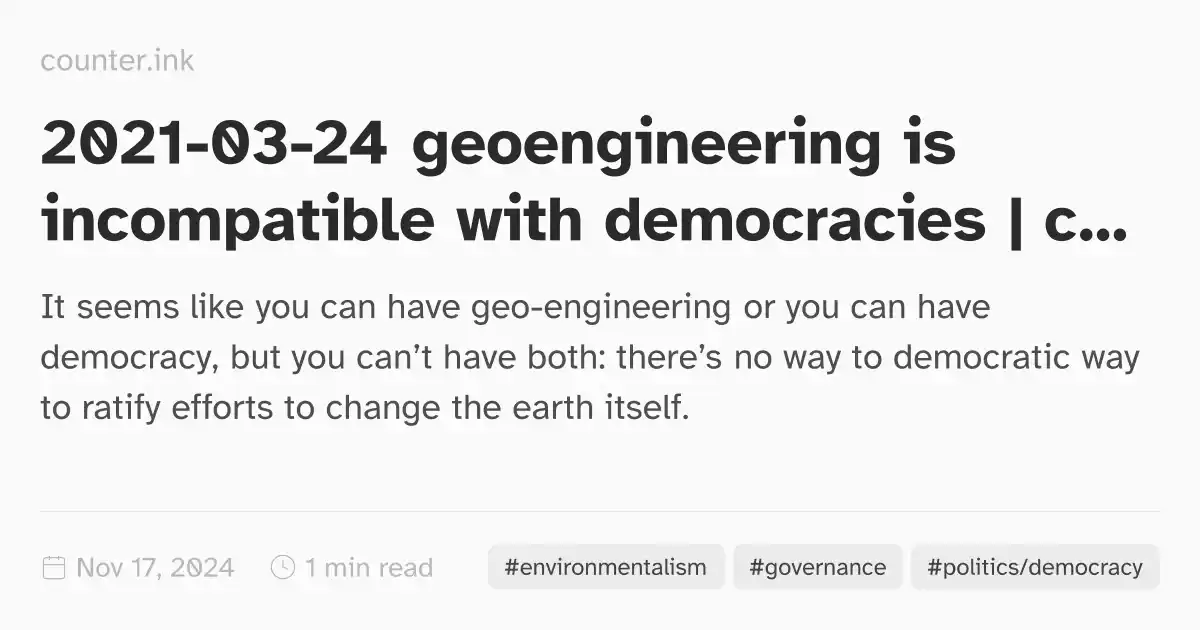 counter.ink
2021-03-24 geoengineering is
incompatible with democracies | c...
It seems like you can have geo-engineering or you can have
democracy, but you can’t have both: there’s no way to democratic way
to ratify efforts to change the earth itself.
Nov 17, 2024 1 min read #environmentalism #governance #politics/democracy